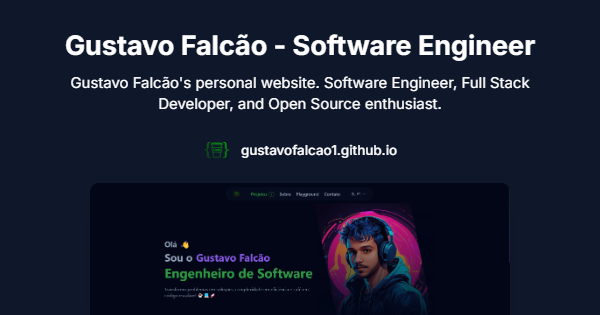 Gustavo Falcão - Software Engineer
Gustavo Falcão's personal website. Software Engineer, Full Stack
Developer, and Open Source enthusiast.
gustavofalcao1.github.io
Projetos Sobre Playground Contato
Olá 👋
Sou o Gustavo Falcão
Engenheiro de Software